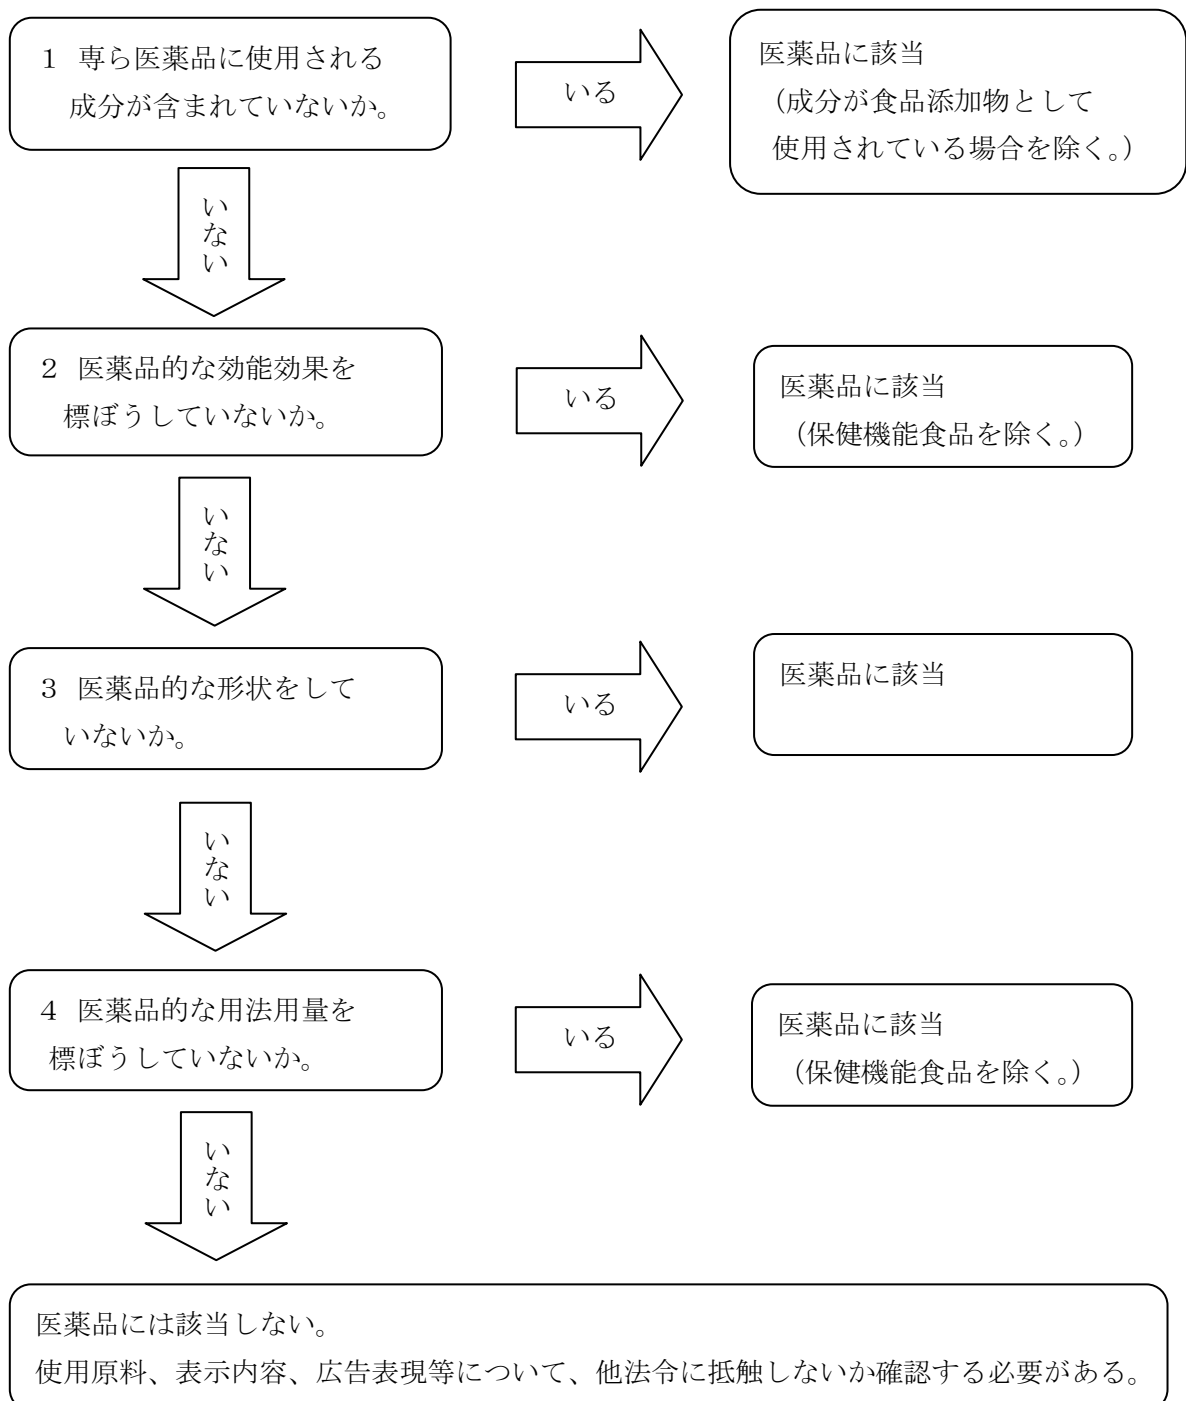 １ 専ら医薬品に使用される
成分が含まれていないか。
いる
医薬品に該当
（成分が食品添加物として
使用されている場合を除く。）
いない
２ 医薬品的な効能効果を
標ぼうしていないか。
いる
医薬品に該当
（保健機能食品を除く。）
いない
３ 医薬品的な形状をして
いないか。
いる
医薬品に該当
いない
４ 医薬品的な用法用量を
標ぼうしていないか。
いる
医薬品に該当
（保健機能食品を除く。）
いない
医薬品には該当しない。
使用原料、表示内容、広告表現等について、他法令に抵触しないか確認する必要がある。